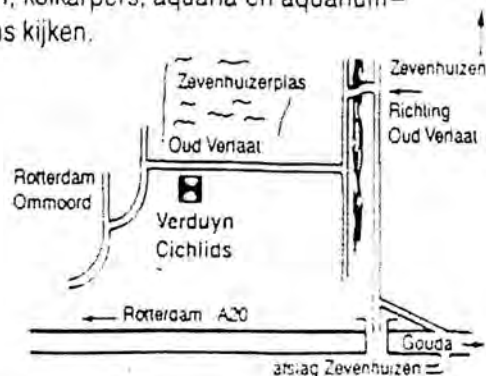 koikarpers, aquaria en aquarium-
kijken.
Zevenhuizerplas
Zevenhuizen
Richting
Oud Verlaat
Oud Verlaat
Rotterdam
Ommoord
Verduyn
Cichlids
Rotterdam A20
Gouda
afslag Zevenhuizen